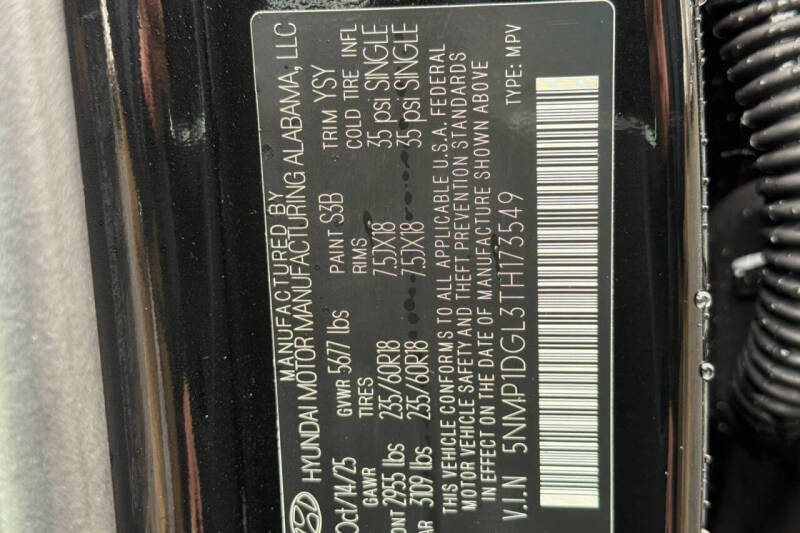 MANUFACTURED BY
HYUNDAI MOTOR MANUFACTURING ALABAMA, LLC
Oct/14/25 GVWR 5677 lbs PAINT S3B TRIM YSY
GAWR TIRES RIMS COLD TIRE INFL
2955 lbs 235/60R18 7.5JX18 35 psi SINGLE
3109 lbs 235/60R18 7.5JX18 35 psi SINGLE
THIS VEHICLE CONFORMS TO ALL APPLICABLE U.S.A. FEDERAL
MOTOR VEHICLE SAFETY AND THEFT PREVENTION STANDARDS
IN EFFECT ON THE DATE OF MANUFACTURE SHOWN ABOVE
V.I.N 5NMP1DGL3TH173549 TYPE: MPV